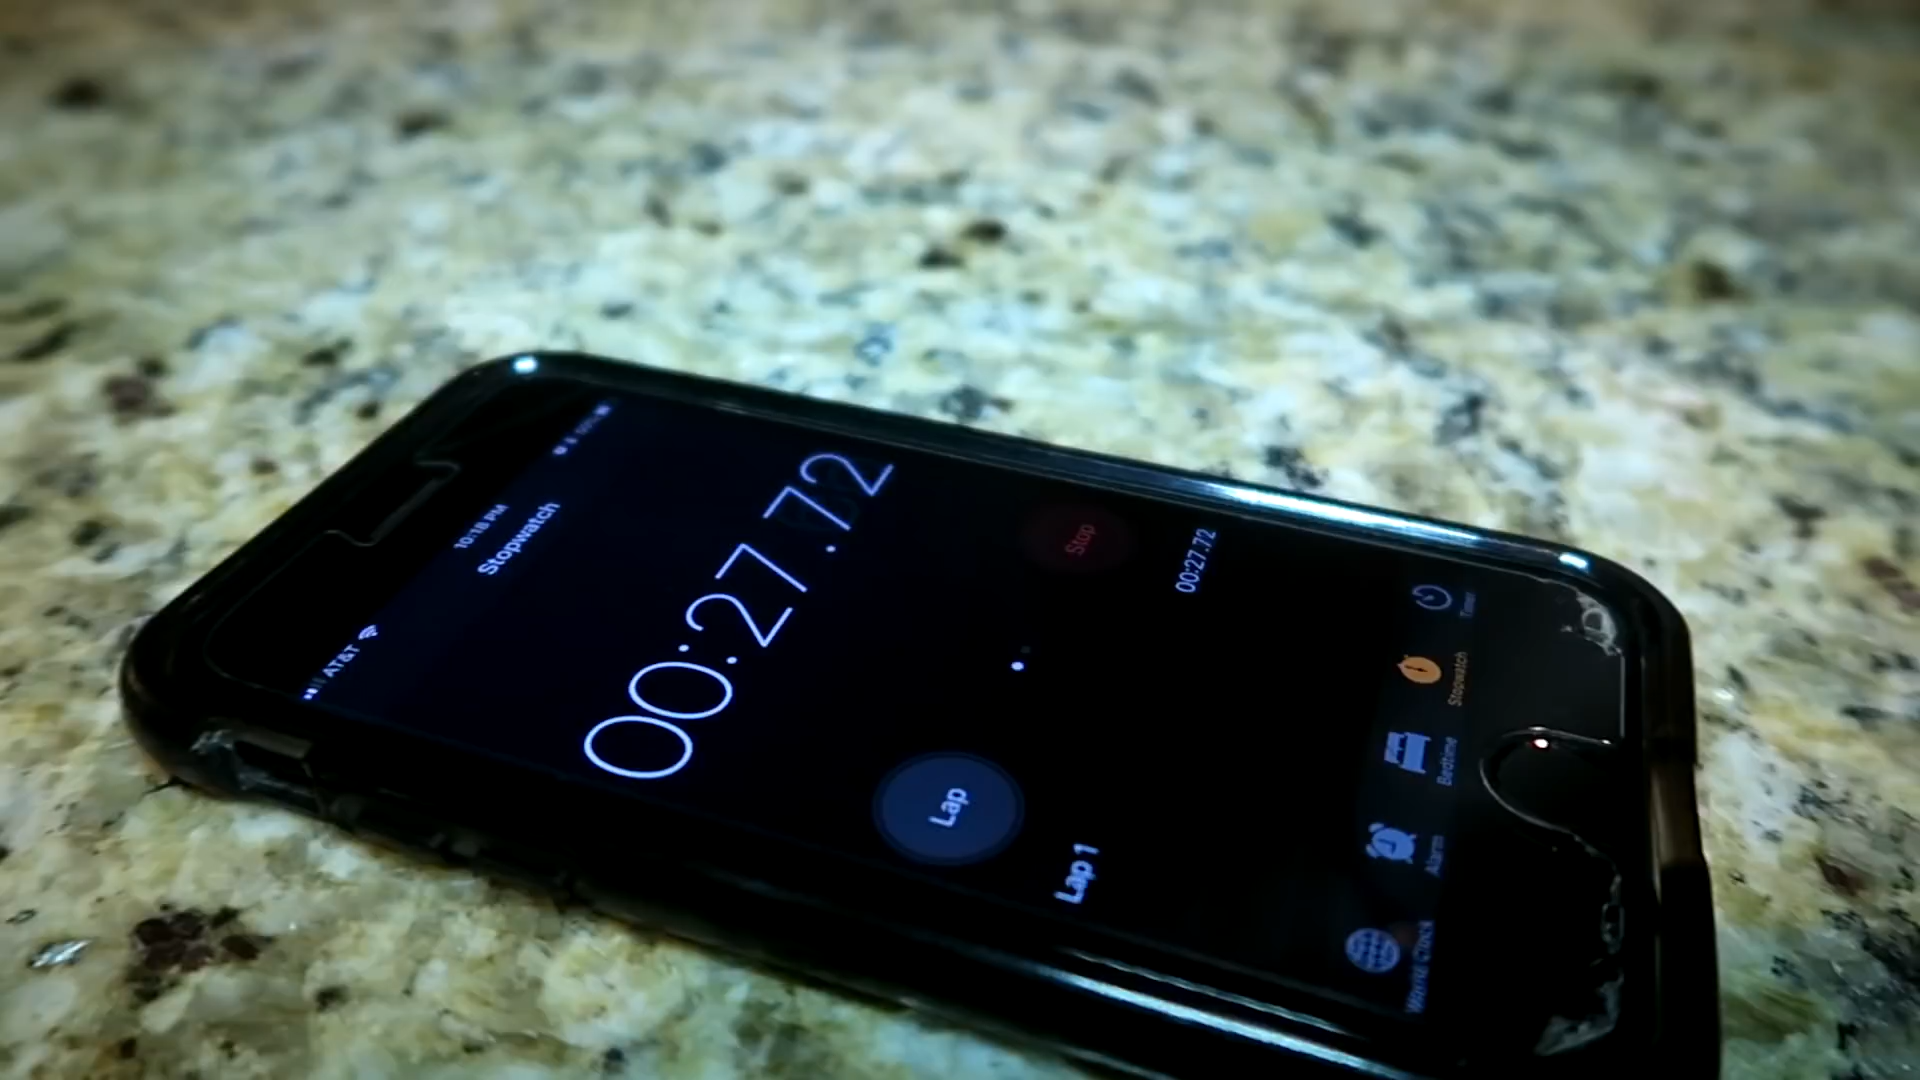 AT&T 10:18 PM
Stopwatch
00:27.72
Lap Stop
Lap 1 00:27.72
World Clock Alarm Bedtime Stopwatch Timer